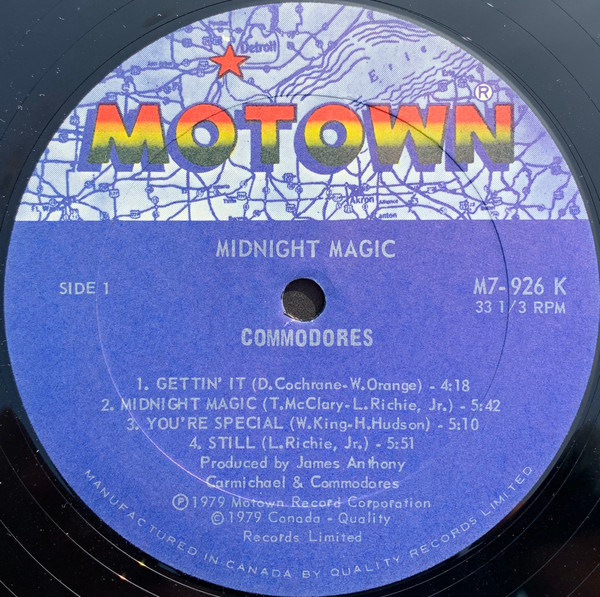 Detroit
Erie
MOTOWN ®
Akron
MIDNIGHT MAGIC
SIDE 1
M7-926 K
33 1/3 RPM
COMMODORES
1. GETTIN' IT (D.Cochrane-W.Orange) - 4:18
2. MIDNIGHT MAGIC (T.McClary-L.Richie, Jr.) - 5:42
3. YOU'RE SPECIAL (W.King-H.Hudson) - 5:10
4. STILL (L.Richie, Jr.) - 5:51
Produced by James Anthony
Carmichael & Commodores
Ⓟ1979 Motown Record Corporation
©1979 Canada - Quality
Records Limited
MANUFACTURED IN CANADA BY QUALITY RECORDS LIMITED